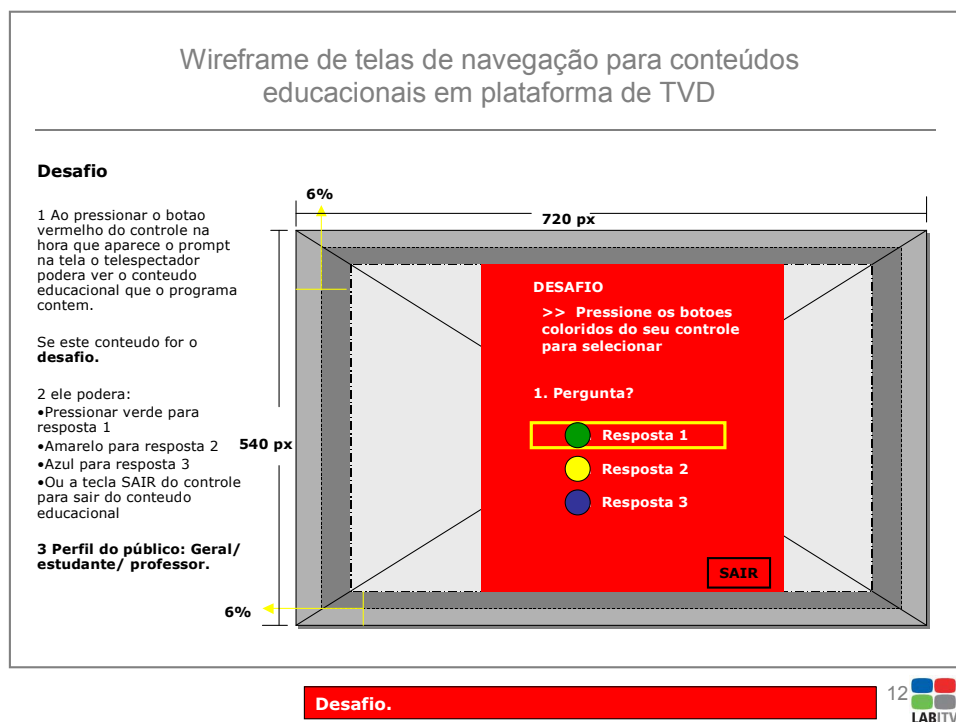 Wireframe de telas de navegação para conteúdos
educacionais em plataforma de TVD
Desafio
1 Ao pressionar o botao
vermelho do controle na
hora que aparece o prompt
na tela o telespectador
podera ver o conteudo
educacional que o programa
contem.
Se este conteudo for o
desafio.
2 ele podera:
•Pressionar verde para
resposta 1
•Amarelo para resposta 2
•Azul para resposta 3
•Ou a tecla SAIR do controle
para sair do conteudo
educacional
3 Perfil do público: Geral/
estudante/ professor.
6%
720 px
540 px
6%
DESAFIO
>> Pressione os botoes
coloridos do seu controle
para selecionar
1. Pergunta?
Resposta 1
Resposta 2
Resposta 3
SAIR
Desafio.
12
LABITV